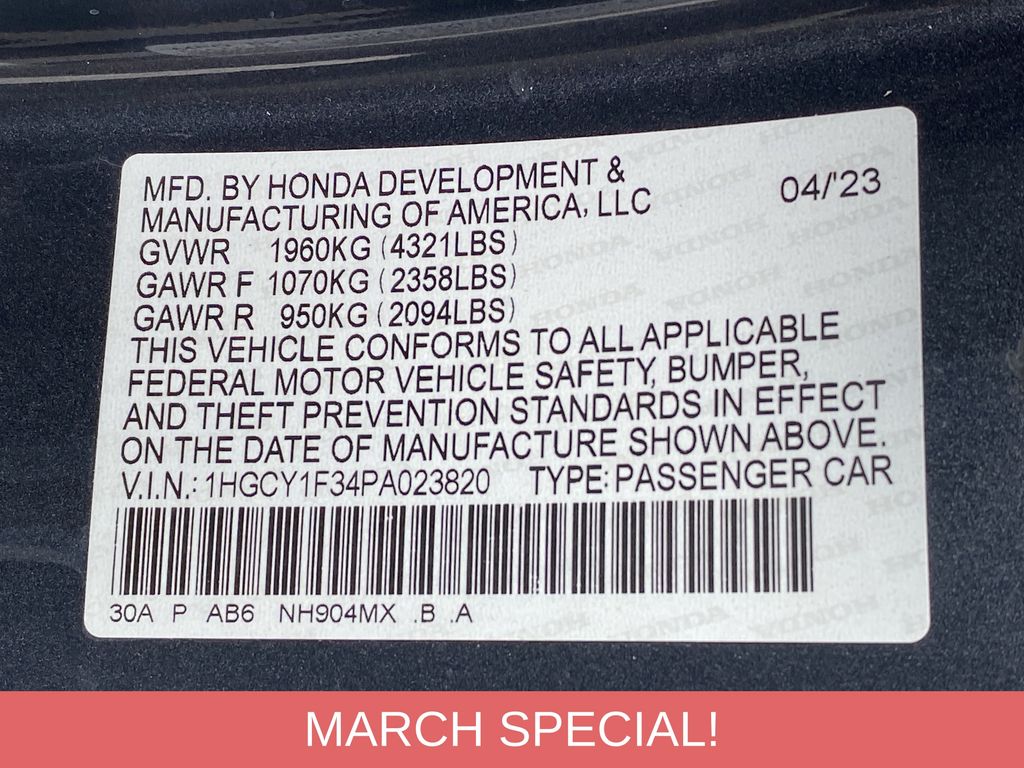 MFD. BY HONDA DEVELOPMENT &
MANUFACTURING OF AMERICA, LLC
04/'23
GVWR 1960KG (4321LBS)
GAWR F 1070KG (2358LBS)
GAWR R 950KG (2094LBS)
THIS VEHICLE CONFORMS TO ALL APPLICABLE
FEDERAL MOTOR VEHICLE SAFETY, BUMPER,
AND THEFT PREVENTION STANDARDS IN EFFECT
ON THE DATE OF MANUFACTURE SHOWN ABOVE.
V.I.N.: 1HGCY1F34PA023820 TYPE: PASSENGER CAR
30A P AB6 NH904MX .B .A
MARCH SPECIAL!